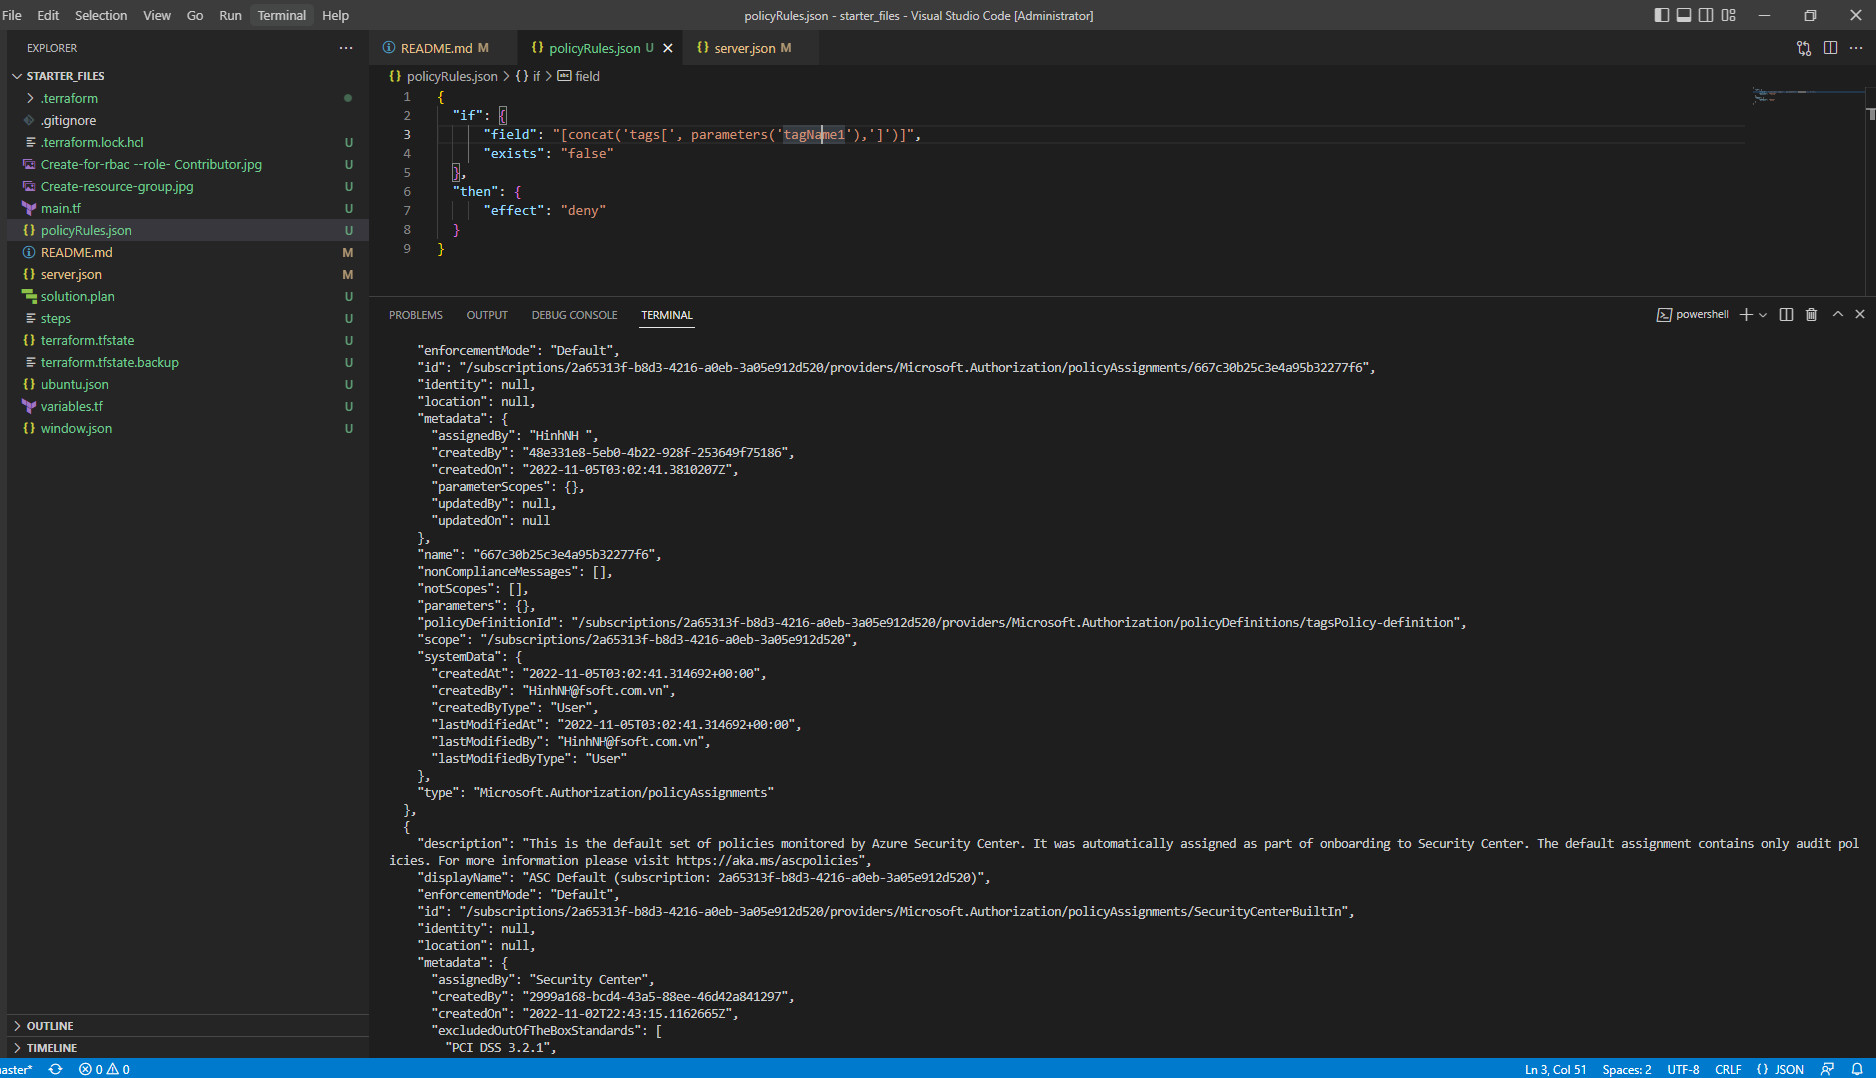 File Edit Selection View Go Run Terminal Help
policyRules.json - starter_files - Visual Studio Code [Administrator]
EXPLORER
STARTER_FILES
.terraform
.gitignore
.terraform.lock.hcl U
Create-for-rbac --role- Contributor.jpg U
Create-resource-group.jpg U
main.tf U
policyRules.json U
README.md M
server.json M
solution.plan U
steps U
terraform.tfstate U
terraform.tfstate.backup U
ubuntu.json U
variables.tf U
window.json U
OUTLINE
TIMELINE
README.md M
policyRules.json U
server.json M
policyRules.json > {} if > field
1 {
2 "if": {
3 "field": "[concat('tags[', parameters('tagName1'),']')]",
4 "exists": "false"
5 },
6 "then": {
7 "effect": "deny"
8 }
9 }
PROBLEMS OUTPUT DEBUG CONSOLE TERMINAL
powershell
"enforcementMode": "Default",
"id": "/subscriptions/2a65313f-b8d3-4216-a0eb-3a05e912d520/providers/Microsoft.Authorization/policyAssignments/667c30b25c3e4a95b32277f6",
"identity": null,
"location": null,
"metadata": {
"assignedBy": "HinhNH ",
"createdBy": "48e331e8-5eb0-4b22-928f-253649f75186",
"createdOn": "2022-11-05T03:02:41.3810207Z",
"parameterScopes": {},
"updatedBy": null,
"updatedOn": null
},
"name": "667c30b25c3e4a95b32277f6",
"nonComplianceMessages": [],
"notScopes": [],
"parameters": {},
"policyDefinitionId": "/subscriptions/2a65313f-b8d3-4216-a0eb-3a05e912d520/providers/Microsoft.Authorization/policyDefinitions/tagsPolicy-definition",
"scope": "/subscriptions/2a65313f-b8d3-4216-a0eb-3a05e912d520",
"systemData": {
"createdAt": "2022-11-05T03:02:41.314692+00:00",
"createdBy": "HinhNH@fsoft.com.vn",
"createdByType": "User",
"lastModifiedAt": "2022-11-05T03:02:41.314692+00:00",
"lastModifiedBy": "HinhNH@fsoft.com.vn",
"lastModifiedByType": "User"
},
"type": "Microsoft.Authorization/policyAssignments"
},
{
"description": "This is the default set of policies monitored by Azure Security Center. It was automatically assigned as part of onboarding to Security Center. The default assignment contains only audit pol
icies. For more information please visit https://aka.ms/ascpolicies",
"displayName": "ASC Default (subscription: 2a65313f-b8d3-4216-a0eb-3a05e912d520)",
"enforcementMode": "Default",
"id": "/subscriptions/2a65313f-b8d3-4216-a0eb-3a05e912d520/providers/Microsoft.Authorization/policyAssignments/SecurityCenterBuiltIn",
"identity": null,
"location": null,
"metadata": {
"assignedBy": "Security Center",
"createdBy": "2999a168-bcd4-43a5-88ee-46d42a841297",
"createdOn": "2022-11-02T22:43:15.1162665Z",
"excludedOutOfTheBoxStandards": [
"PCI DSS 3.2.1",
aster* 0 0
Ln 3, Col 51 Spaces: 2 UTF-8 CRLF {} JSON